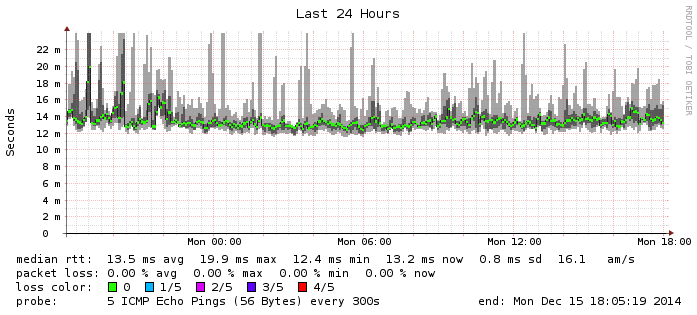 Last 24 Hours
RRDTOOL / TOBI OETIKER
Seconds
22 m
20 m
18 m
16 m
14 m
12 m
10 m
8 m
6 m
4 m
2 m
0
Mon 00:00 Mon 06:00 Mon 12:00 Mon 18:00
median rtt: 13.5 ms avg 19.9 ms max 12.4 ms min 13.2 ms now 0.8 ms sd 16.1 am/s
packet loss: 0.00 % avg 0.00 % max 0.00 % min 0.00 % now
loss color: 0 1/5 2/5 3/5 4/5
probe: 5 ICMP Echo Pings (56 Bytes) every 300s end: Mon Dec 15 18:05:19 2014